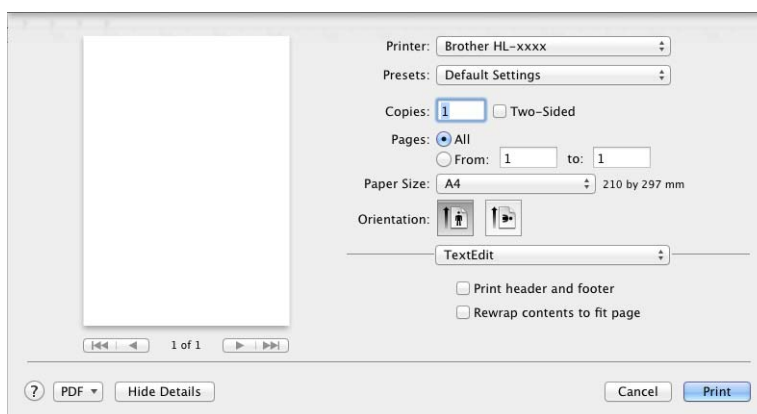 Printer: Brother HL-xxxx
Presets: Default Settings
Copies: 1 Two-Sided
Pages: All
From: 1 to: 1
Paper Size: A4 210 by 297 mm
Orientation:
TextEdit
Print header and footer
Rewrap contents to fit page
1 of 1
? PDF Hide Details Cancel Print